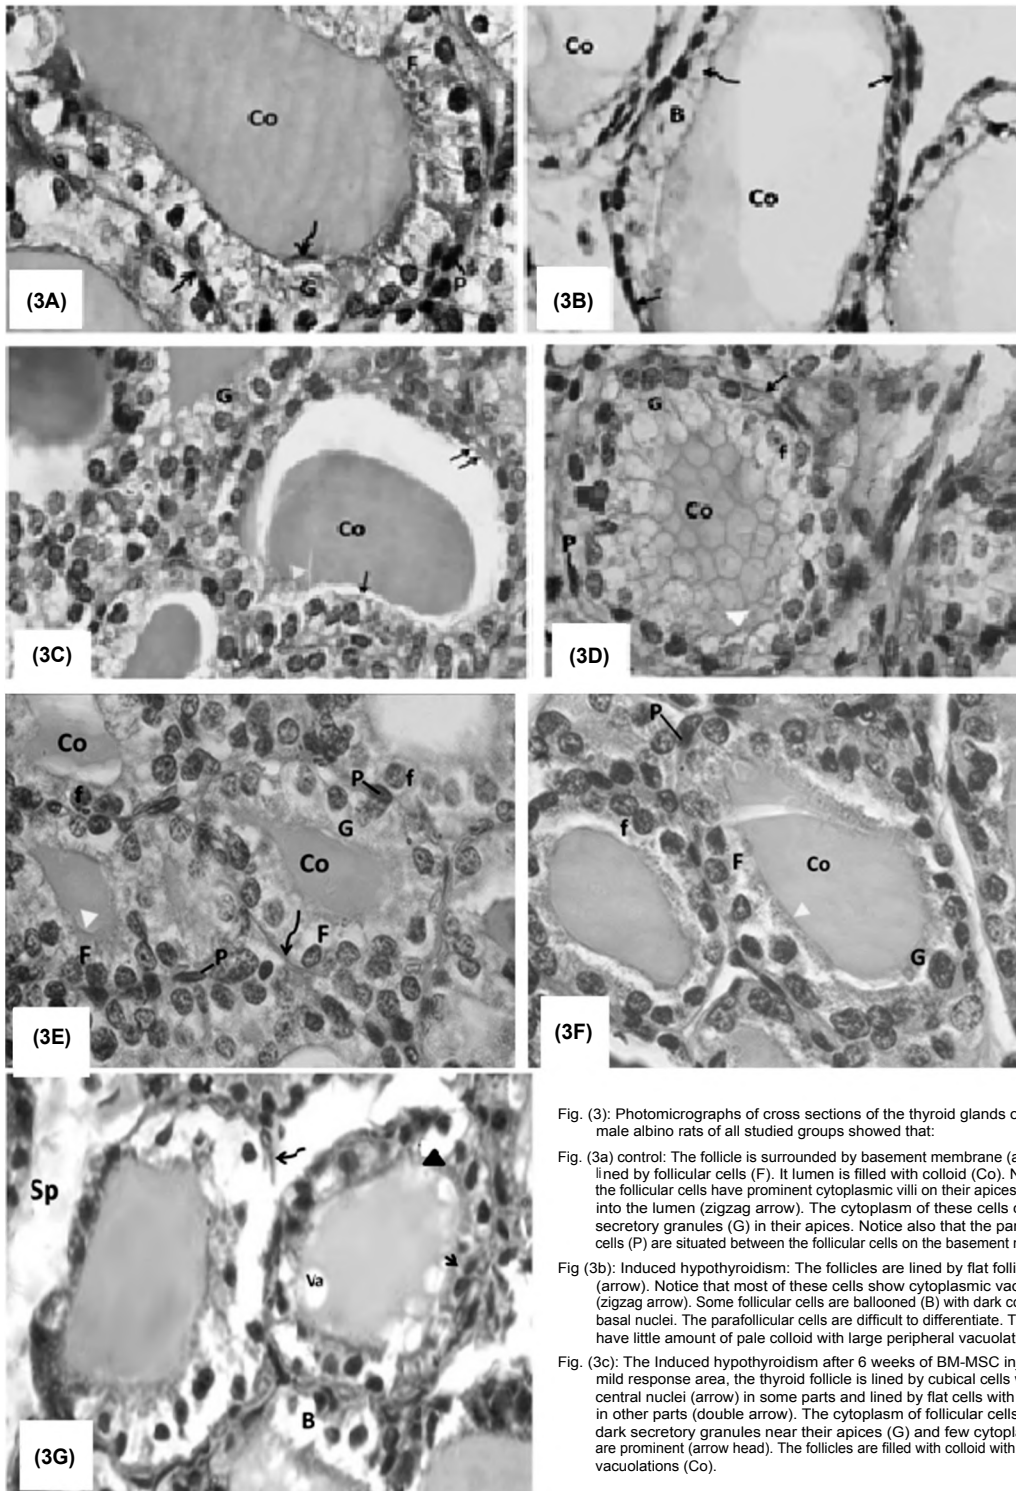 Co
F
G
P
(3A)
Co
B
Co
(3B)
G
Co
(3C)
G
f
Co
P
(3D)
Co
f
P
f
G
Co
F
F
P
(3E)
P
f
F
Co
G
(3F)
Sp
Va
B
(3G)
Fig. (3): Photomicrographs of cross sections of the thyroid glands
male albino rats of all studied groups showed that:
Fig. (3a) control: The follicle is surrounded by basement membrane
lined by follicular cells (F). It lumen is filled with colloid (Co).
the follicular cells have prominent cytoplasmic villi on their apices
into the lumen (zigzag arrow). The cytoplasm of these cells
secretory granules (G) in their apices. Notice also that the
cells (P) are situated between the follicular cells on the basement
Fig (3b): Induced hypothyroidism: The follicles are lined by flat
(arrow). Notice that most of these cells show cytoplasmic
(zigzag arrow). Some follicular cells are ballooned (B) with dark
basal nuclei. The parafollicular cells are difficult to differentiate.
have little amount of pale colloid with large peripheral
Fig. (3c): The Induced hypothyroidism after 6 weeks of BM-MSC
mild response area, the thyroid follicle is lined by cubical cells
central nuclei (arrow) in some parts and lined by flat cells with
in other parts (double arrow). The cytoplasm of follicular cells
dark secretory granules near their apices (G) and few
are prominent (arrow head). The follicles are filled with colloid with
vacuolations (Co).